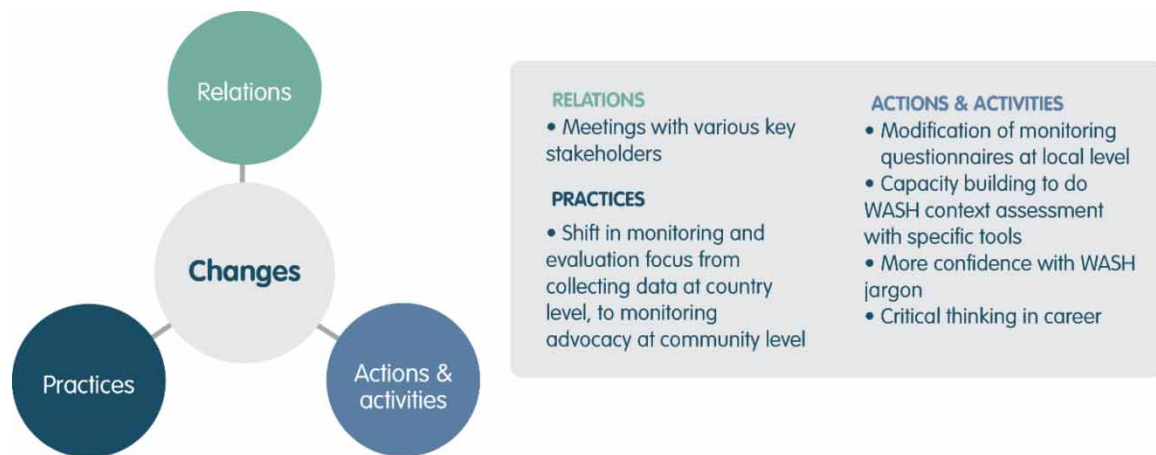 Relations
Changes
Practices
Actions &
activities
RELATIONS
• Meetings with various key
stakeholders
PRACTICES
• Shift in monitoring and
evaluation focus from
collecting data at country
level, to monitoring
advocacy at community level
ACTIONS & ACTIVITIES
• Modification of monitoring
questionnaires at local level
• Capacity building to do
WASH context assessment
with specific tools
• More confidence with WASH
jargon
• Critical thinking in career